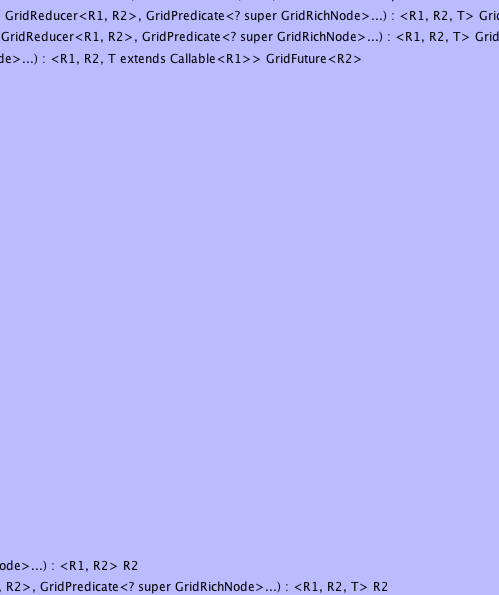 GridReducer<R1, R2>, GridPredicate<? super GridRichNode>...) : <R1, R2, T> Grid
GridReducer<R1, R2>, GridPredicate<? super GridRichNode>...) : <R1, R2, T> Grid
de>...) : <R1, R2, T extends Callable<R1>> GridFuture<R2>
ode>...) : <R1, R2> R2
, R2>, GridPredicate<? super GridRichNode>...) : <R1, R2, T> R2